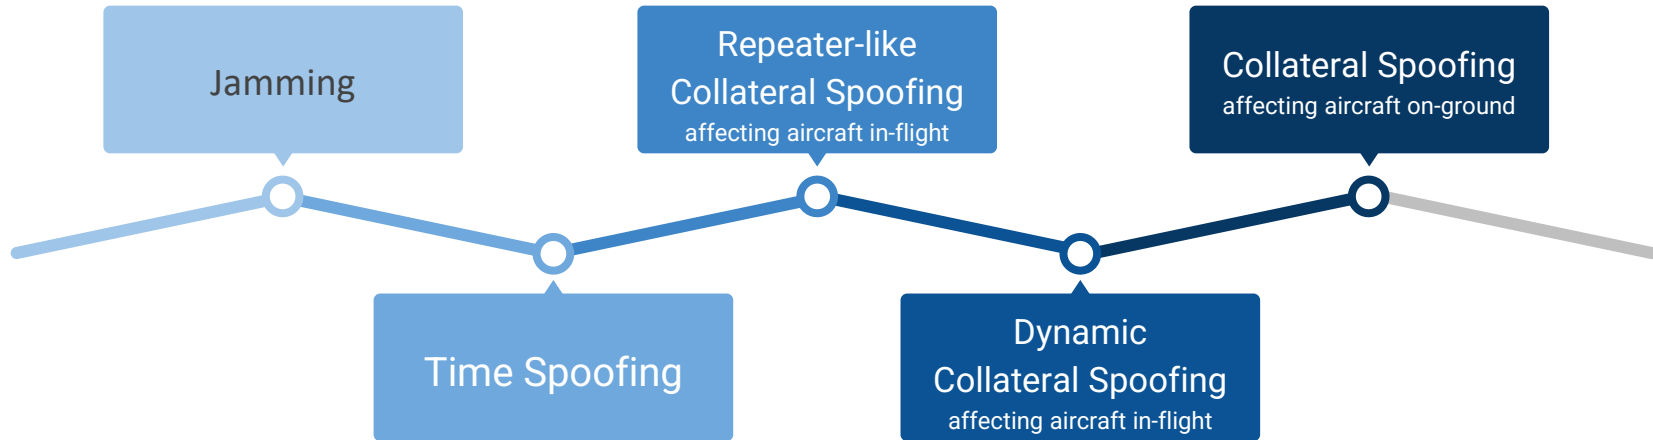 Jamming
Time Spoofing
Repeater-like
Collateral Spoofing
affecting aircraft in-flight
Dynamic
Collateral Spoofing
affecting aircraft in-flight
Collateral Spoofing
affecting aircraft on-ground